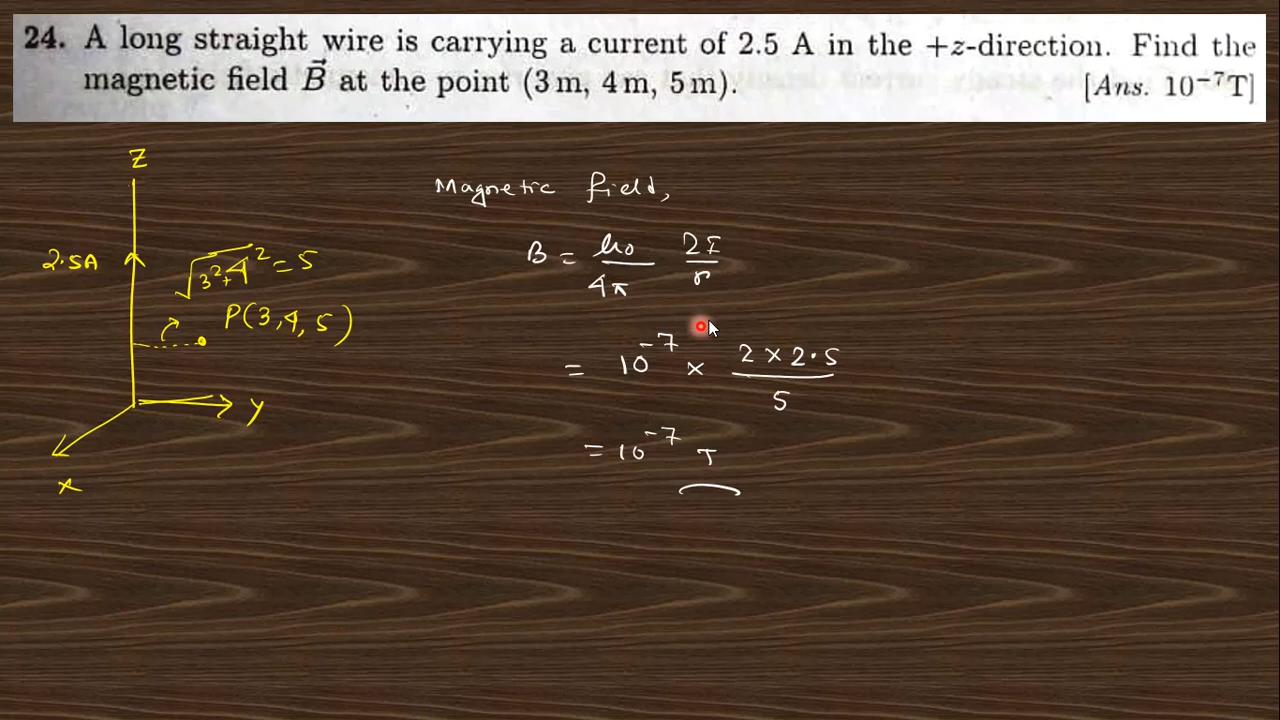 24. A long straight wire is carrying a current of 2.5 A in the +z-direction. Find the
magnetic field B⃗ at the point (3 m, 4 m, 5 m). [Ans. 10⁻⁷T]
Z
Magnetic field,
2.5A
√3²+4² = 5
B = μ₀/4π 2I/r
P(3,4,5)
= 10⁻⁷ × 2 × 2.5/5
y
= 10⁻⁷ T
x